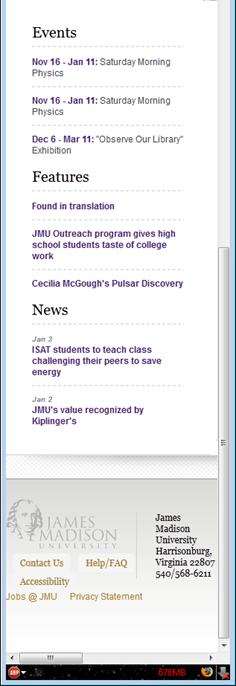 Events
Nov 16 - Jan 11: Saturday Morning
Physics
Nov 16 - Jan 11: Saturday Morning
Physics
Dec 6 - Mar 11: "Observe Our Library"
Exhibition
Features
Found in translation
JMU Outreach program gives high
school students taste of college
work
Cecilia McGough's Pulsar Discovery
News
Jan 3
ISAT students to teach class
challenging their peers to save
energy
Jan 2
JMU's value recognized by
Kiplinger's
JAMES
MADISON
UNIVERSITY
James
Madison
University
Harrisonburg,
Virginia 22807
540/568-6211
Contact Us
Help/FAQ
Accessibility
Jobs @ JMU
Privacy Statement
ABP
678MB